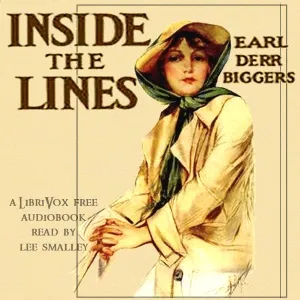 INSIDE
THE
LINES
EARL
DERR
BIGGERS
A LIBRIVOX FREE
AUDIOBOOK
READ BY
LEE SMALLEY